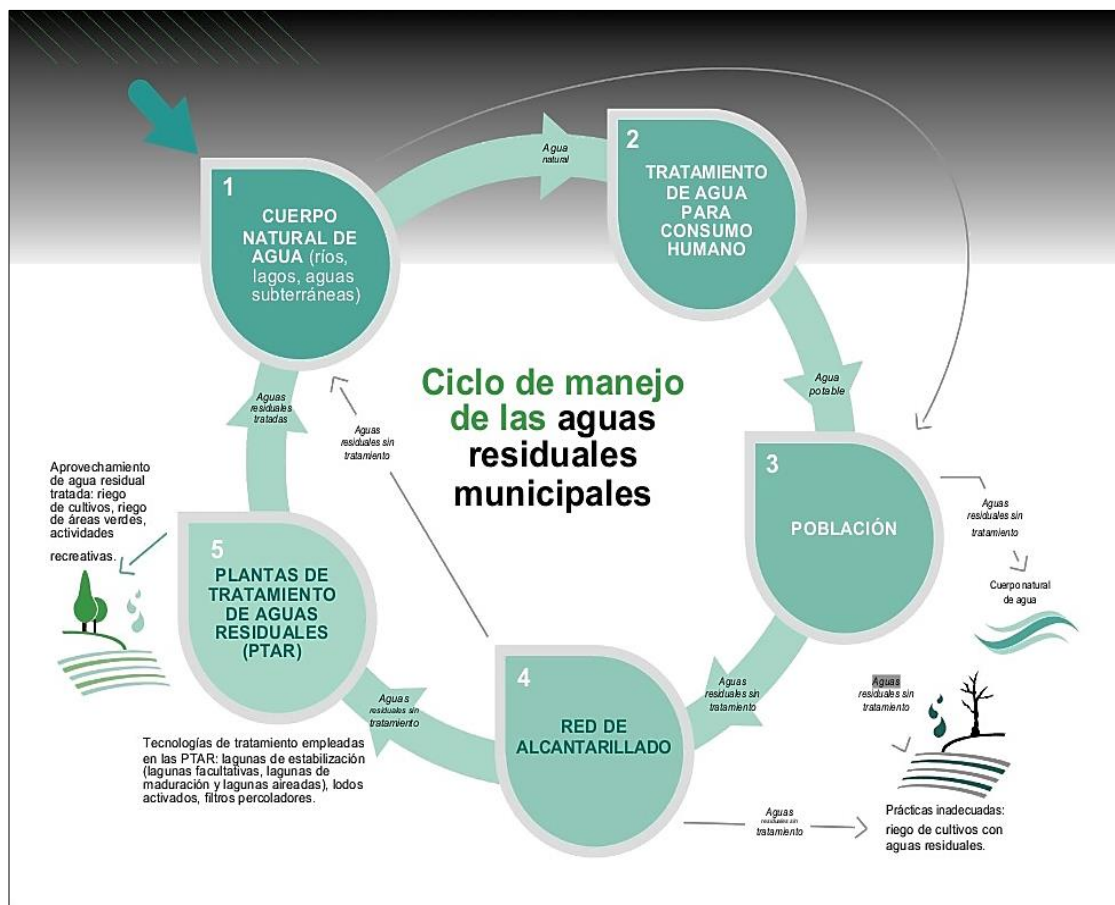 1
CUERPO
NATURAL DE
AGUA (ríos,
lagos, aguas
subterráneas)
Agua
natural
2
TRATAMIENTO
DE AGUA
PARA
CONSUMO
HUMANO
Agua
potable
Ciclo de manejo
de las aguas
residuales
municipales
3
POBLACIÓN
Aguas
residuales sin
tratamiento
Cuerpo natural
de agua
Aguas
residuales sin
tratamiento
Aguas
residuales sin
tratamiento
4
RED DE
ALCANTARILLADO
Aguas
residuales sin
tratamiento
Prácticas inadecuadas:
riego de cultivos con
aguas residuales.
Aguas
residuales sin
tratamiento
Aguas
residuales sin
tratamiento
5
PLANTAS DE
TRATAMIENTO
DE AGUAS
RESIDUALES
(PTAR)
Tecnologías de tratamiento empleadas
en las PTAR: lagunas de estabilización
(lagunas facultativas, lagunas de
maduración y lagunas aireadas), lodos
activados, filtros percoladores.
Aprovechamiento
de agua residual
tratada: riego
de cultivos, riego
de áreas verdes,
actividades
recreativas.
Aguas
residuales
tratadas